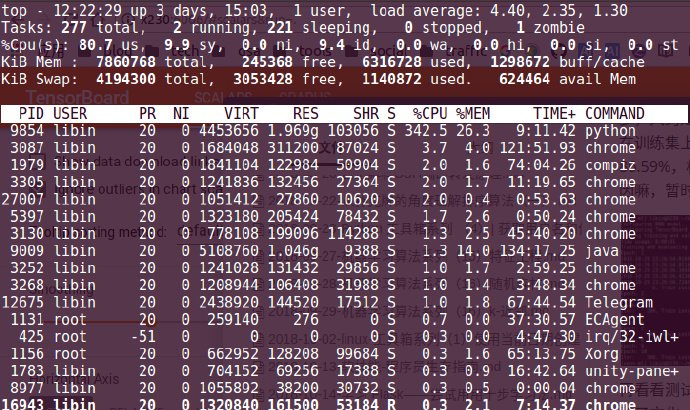 top - 12:22:29 up 3 days, 15:03, 1 user, load average: 4.40, 2.35, 1.30
Tasks: 277 total, 2 running, 221 sleeping, 0 stopped, 1 zombie
%Cpu(s): 80.7 us, sy, 0.0 ni, id, 0.0 wa, 0.0 hi, 0.0 si, 0.0 st
KiB Mem : 7860768 total, 245368 free, 6316728 used, 1298672 buff/cache
KiB Swap: 4194300 total, 3053428 free, 1140872 used. 624464 avail Mem
PID USER PR NI VIRT RES SHR S %CPU %MEM TIME+ COMMAND
9854 libin 20 0 4453656 1.969g 103056 S 342.5 26.3 9:11.42 python
3087 libin 20 0 1684048 311200 87024 S 3.7 4.0 121:51.93 chrome
1979 libin 20 0 1841104 122984 50904 S 2.0 1.6 74:04.26 compiz
3305 libin 20 0 1241836 132456 27364 S 2.0 1.7 11:19.65 chrome
27007 libin 20 0 1051412 77860 10620 S 2.0 0.53.63 chrome
5397 libin 20 0 1323180 205424 78432 S 1.7 2.6 0:50.24 chrome
3130 libin 20 0 778108 199096 114288 S 1.3 45:40.20 chrome
9009 libin 20 0 5108760 1.046g 9388 S 1.3 14.0 134:17.25 java
3252 libin 20 0 1241028 131432 29856 S 1.0 1.7 2:59.25 chrome
3268 libin 20 0 1208944 106408 31988 S 1.0 3:48.34 chrome
12675 libin 20 0 2438920 144520 17512 S 1.0 1.8 67:44.54 Telegram
1131 root 20 0 259140 276 0 S 0.7 0.0 37:30.57 ECAgent
425 root -51 0 0 0 0 S 0.3 0.0 4:47.30 irq/32-iwl+
1156 root 20 0 662952 128208 99684 S 0.3 1.6 65:13.75 Xorg
1783 libin 20 0 704152 69256 17388 S 0.3 16:42.64 unity-pane+
8977 libin 20 0 1055892 38200 30732 S 0.3 0.5 0:00.04 chrome
16943 libin 20 0 1320840 161500 53184 R 0.3 2.1 7:14.37 chrome